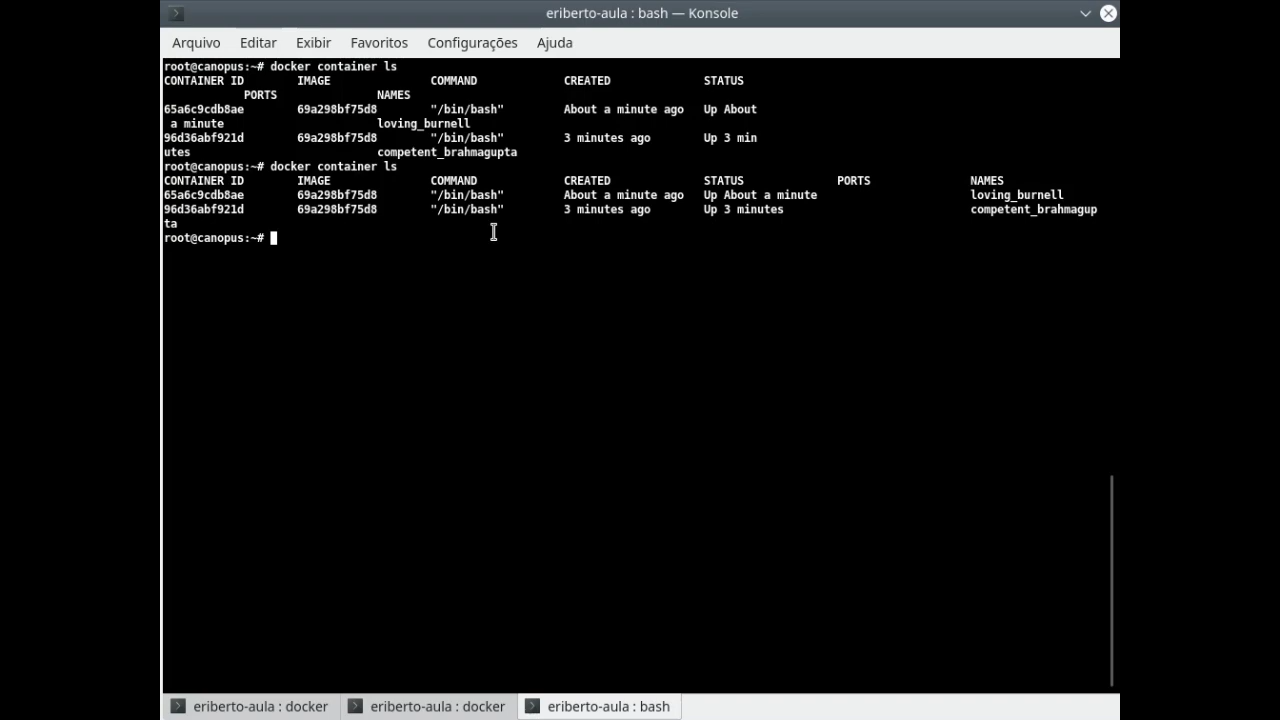 eriberto-aula : bash — Konsole
Arquivo Editar Exibir Favoritos Configurações Ajuda
root@canopus:~# docker container ls
CONTAINER ID        IMAGE               COMMAND             CREATED              STATUS
            PORTS               NAMES
65a6c9cdb8ae        69a298bf75d8        "/bin/bash"         About a minute ago   Up About
 a minute                       loving_burnell
96d36abf921d        69a298bf75d8        "/bin/bash"         3 minutes ago        Up 3 min
utes                            competent_brahmagupta
root@canopus:~# docker container ls
CONTAINER ID        IMAGE               COMMAND             CREATED              STATUS              PORTS               NAMES
65a6c9cdb8ae        69a298bf75d8        "/bin/bash"         About a minute ago   Up About a minute                       loving_burnell
96d36abf921d        69a298bf75d8        "/bin/bash"         3 minutes ago        Up 3 minutes                            competent_brahmagup
ta
root@canopus:~#
eriberto-aula : docker eriberto-aula : docker eriberto-aula : bash